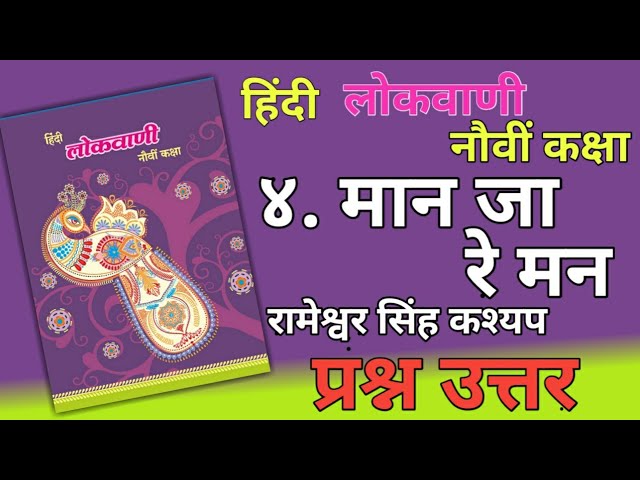 हिंदी
लोकवाणी
नौवीं कक्षा
हिंदी लोकवाणी
नौवीं कक्षा
४. मान जा
रे मन
रामेश्वर सिंह कश्यप
प्रश्न उत्तर